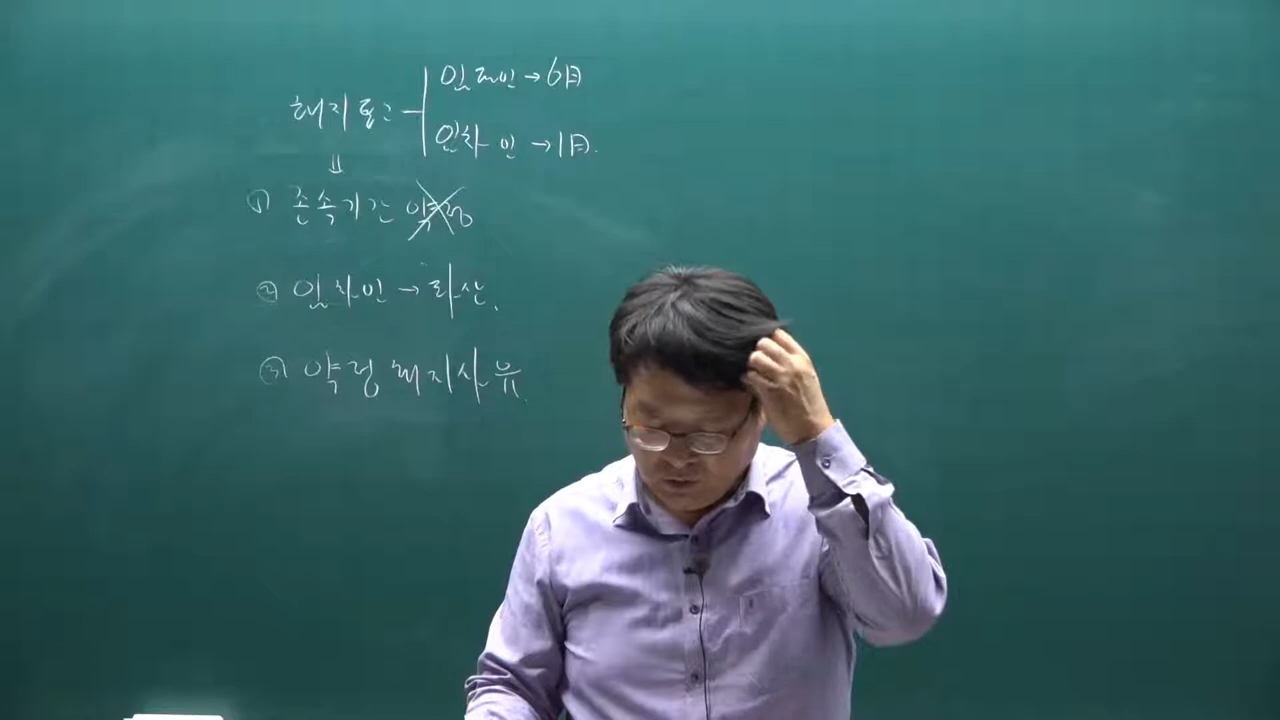 해지통고 임대인 → 6月
임차인 → 1月.
⇓
① 존속기간 약정
② 임차인 → 파산.
③ 약정 해지사유.